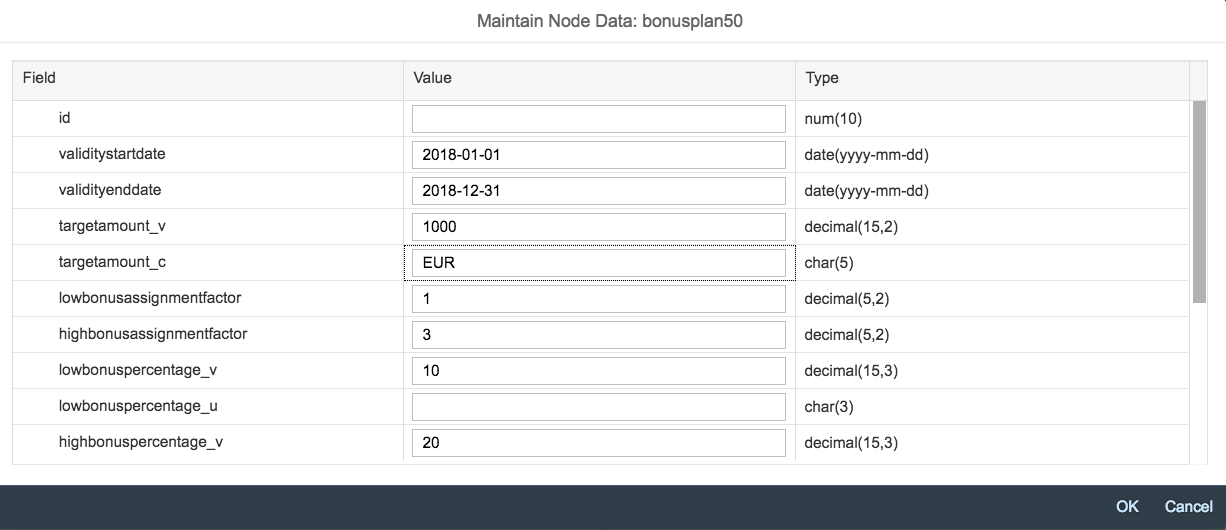 Maintain Node Data: bonusplan50
Field Value Type
id num(10)
validitystartdate 2018-01-01 date(yyyy-mm-dd)
validityenddate 2018-12-31 date(yyyy-mm-dd)
targetamount_v 1000 decimal(15,2)
targetamount_c EUR char(5)
lowbonusassignmentfactor 1 decimal(5,2)
highbonusassignmentfactor 3 decimal(5,2)
lowbonuspercentage_v 10 decimal(15,3)
lowbonuspercentage_u char(3)
highbonuspercentage_v 20 decimal(15,3)
OK Cancel